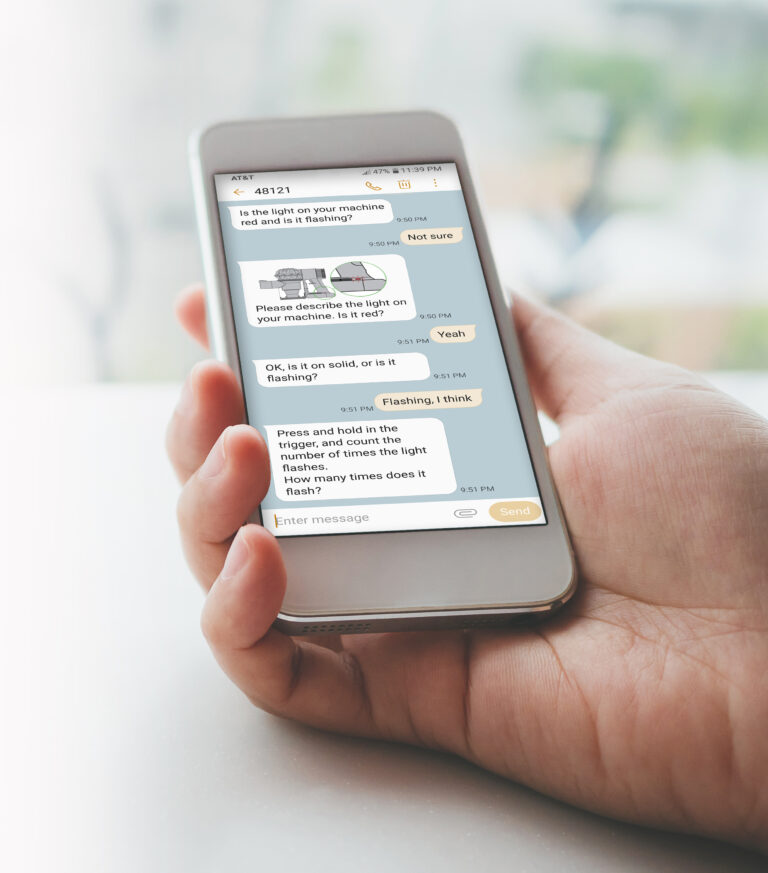 AT&T 47% 11:39 PM
48121
Is the light on your machine
red and is it flashing?
9:50 PM
9:50 PM
Not sure
Please describe the light on
your machine. Is it red?
9:50 PM
9:51 PM
Yeah
OK, is it on solid, or is it
flashing?
9:51 PM
9:51 PM
Flashing, I think
Press and hold in the
trigger, and count the
number of times the light
flashes.
How many times does it
flash?
9:51 PM
Enter message
Send